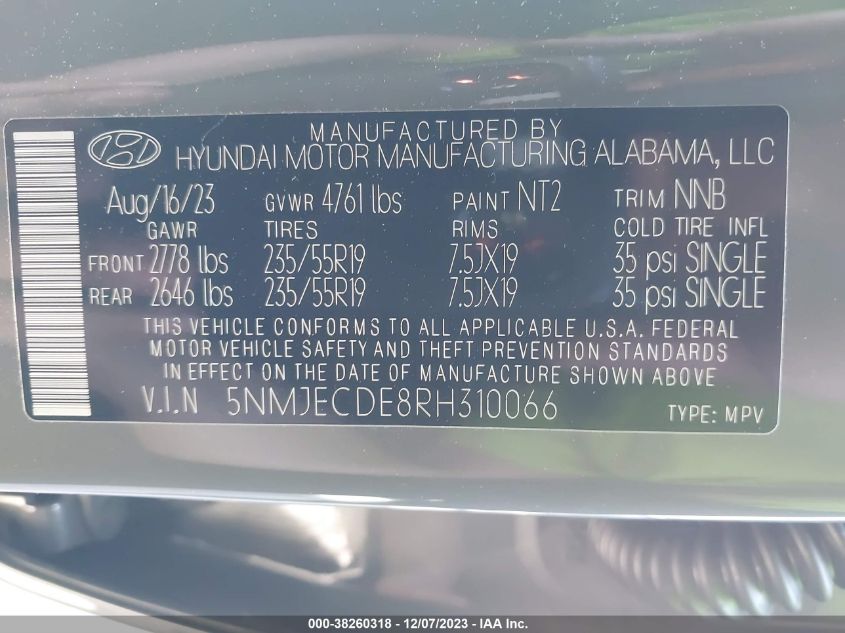 MANUFACTURED BY
HYUNDAI MOTOR MANUFACTURING ALABAMA, LLC
Aug/16/23 GVWR 4761 lbs PAINT NT2 TRIM NNB
GAWR TIRES RIMS COLD TIRE INFL
FRONT 2778 lbs 235/55R19 7.5JX19 35 psi SINGLE
REAR 2646 lbs 235/55R19 7.5JX19 35 psi SINGLE
THIS VEHICLE CONFORMS TO ALL APPLICABLE U.S.A. FEDERAL
MOTOR VEHICLE SAFETY AND THEFT PREVENTION STANDARDS
IN EFFECT ON THE DATE OF MANUFACTURE SHOWN ABOVE
V.I.N 5NMJECDE8RH310066 TYPE: MPV
000-38260318 - 12/07/2023 - IAA Inc.